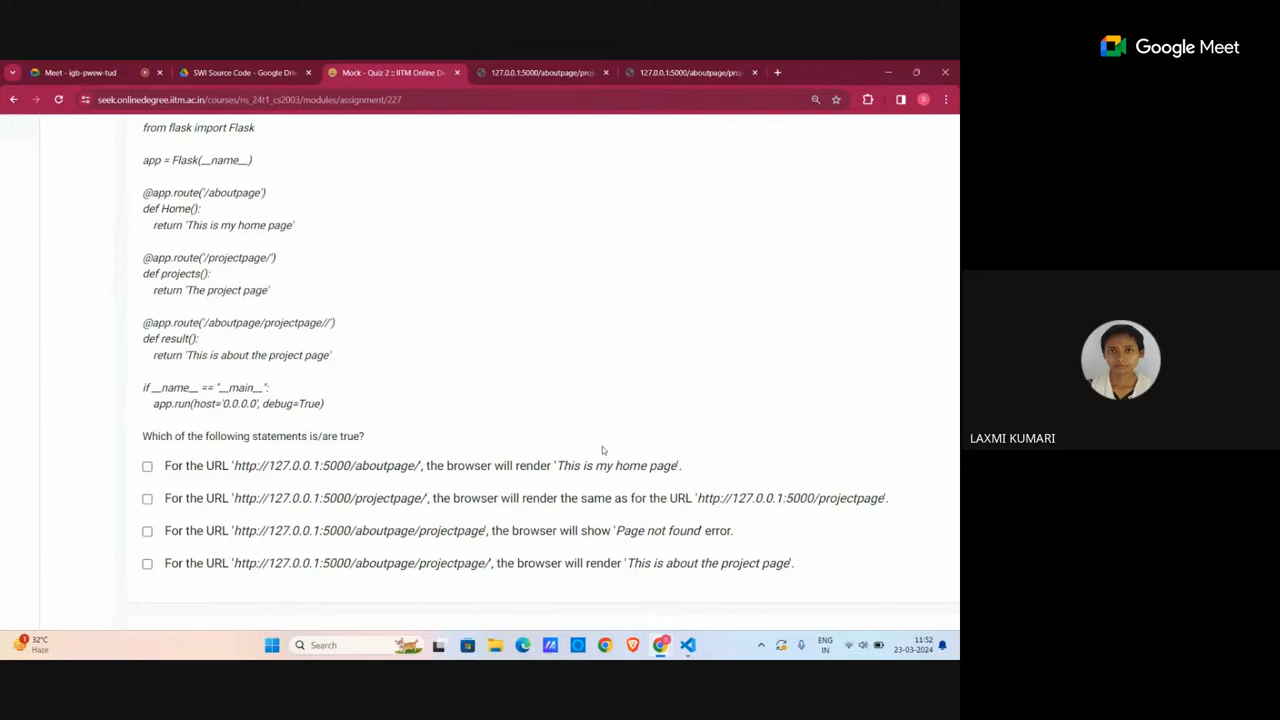 Google Meet
Meet - igb-pwew-tud
SWI Source Code - Google Dri
Mock - Quiz 2 :: IITM Online De
127.0.0.1:5000/aboutpage/proj
127.0.0.1:5000/aboutpage/proj
seek.onlinedegree.iitm.ac.in/courses/ns_24t1_cs2003/modules/assignment/227
from flask import Flask
app = Flask(__name__)
@app.route('/aboutpage')
def Home():
return 'This is my home page'
@app.route('/projectpage/')
def projects():
return 'The project page'
@app.route('/aboutpage/projectpage//')
def result():
return 'This is about the project page'
if __name__ == "__main__":
app.run(host='0.0.0.0', debug=True)
Which of the following statements is/are true?
For the URL 'http://127.0.0.1:5000/aboutpage/', the browser will render 'This is my home page'.
For the URL 'http://127.0.0.1:5000/projectpage/', the browser will render the same as for the URL 'http://127.0.0.1:5000/projectpage'.
For the URL 'http://127.0.0.1:5000/aboutpage/projectpage', the browser will show 'Page not found' error.
For the URL 'http://127.0.0.1:5000/aboutpage/projectpage/', the browser will render 'This is about the project page'.
LAXMI KUMARI
32°C
Haze
Search
ENG
IN
11:52
23-03-2024